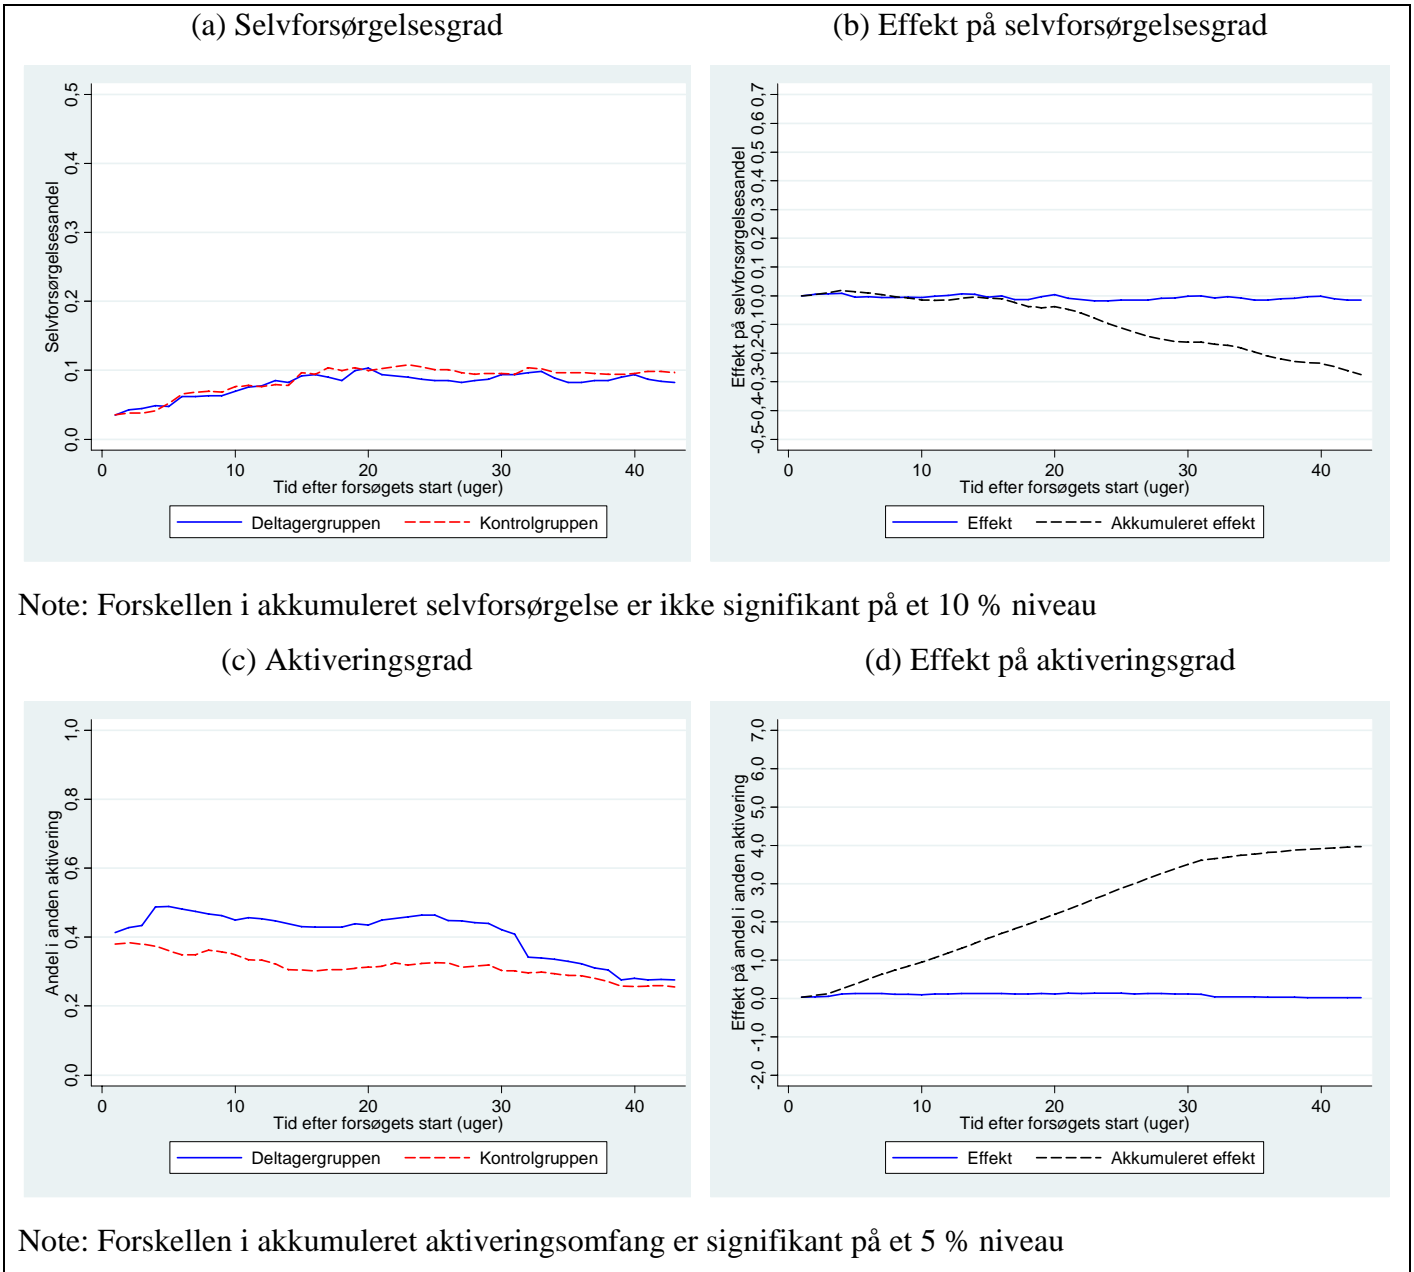 (a) Selvforsørgelsesgrad
(b) Effekt på selvforsørgelsesgrad
Selvforsørgelsesandel
0,0 0,1 0,2 0,3 0,4 0,5
0 10 20 30 40
Tid efter forsøgets start (uger)
Deltagergruppen Kontrolgruppen
Effekt på selvforsørgelsesandel
-0,5 -0,4 -0,3 -0,2 -0,1 0,0 0,1 0,2 0,3 0,4 0,5 0,6 0,7
0 10 20 30 40
Tid efter forsøgets start (uger)
Effekt Akkumuleret effekt
Note: Forskellen i akkumuleret selvforsørgelse er ikke signifikant på et 10 % niveau
(c) Aktiveringsgrad
(d) Effekt på aktiveringsgrad
Andel i anden aktivering
0,0 0,2 0,4 0,6 0,8 1,0
0 10 20 30 40
Tid efter forsøgets start (uger)
Deltagergruppen Kontrolgruppen
Effekt på andel i anden aktivering
-2,0 -1,0 0,0 1,0 2,0 3,0 4,0 5,0 6,0 7,0
0 10 20 30 40
Tid efter forsøgets start (uger)
Effekt Akkumuleret effekt
Note: Forskellen i akkumuleret aktiveringsomfang er signifikant på et 5 % niveau